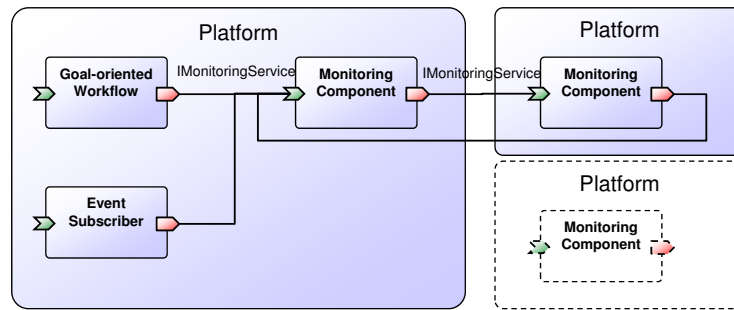 Platform
Goal-oriented
Workflow
IMonitoringService
Monitoring
Component
IMonitoringService
Event
Subscriber
Platform
Monitoring
Component
Platform
Monitoring
Component